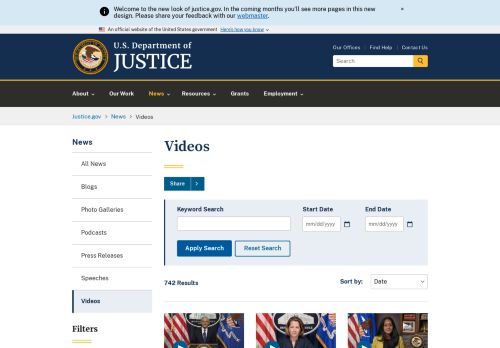 Welcome to the new look of justice.gov. In the coming months you'll see more pages in this new
design. Please share your feedback with our webmaster.
×
An official website of the United States government Here's how you know
U.S. Department of
JUSTICE
Our Offices | Find Help | Contact Us
Search
About Our Work News Resources Grants Employment
Justice.gov > News > Videos
News
All News
Blogs
Photo Galleries
Podcasts
Press Releases
Speeches
Videos
Filters
Videos
Share
Keyword Search
Start Date
End Date
mm/dd/yyyy
mm/dd/yyyy
Apply Search
Reset Search
742 Results
Sort by:
Date